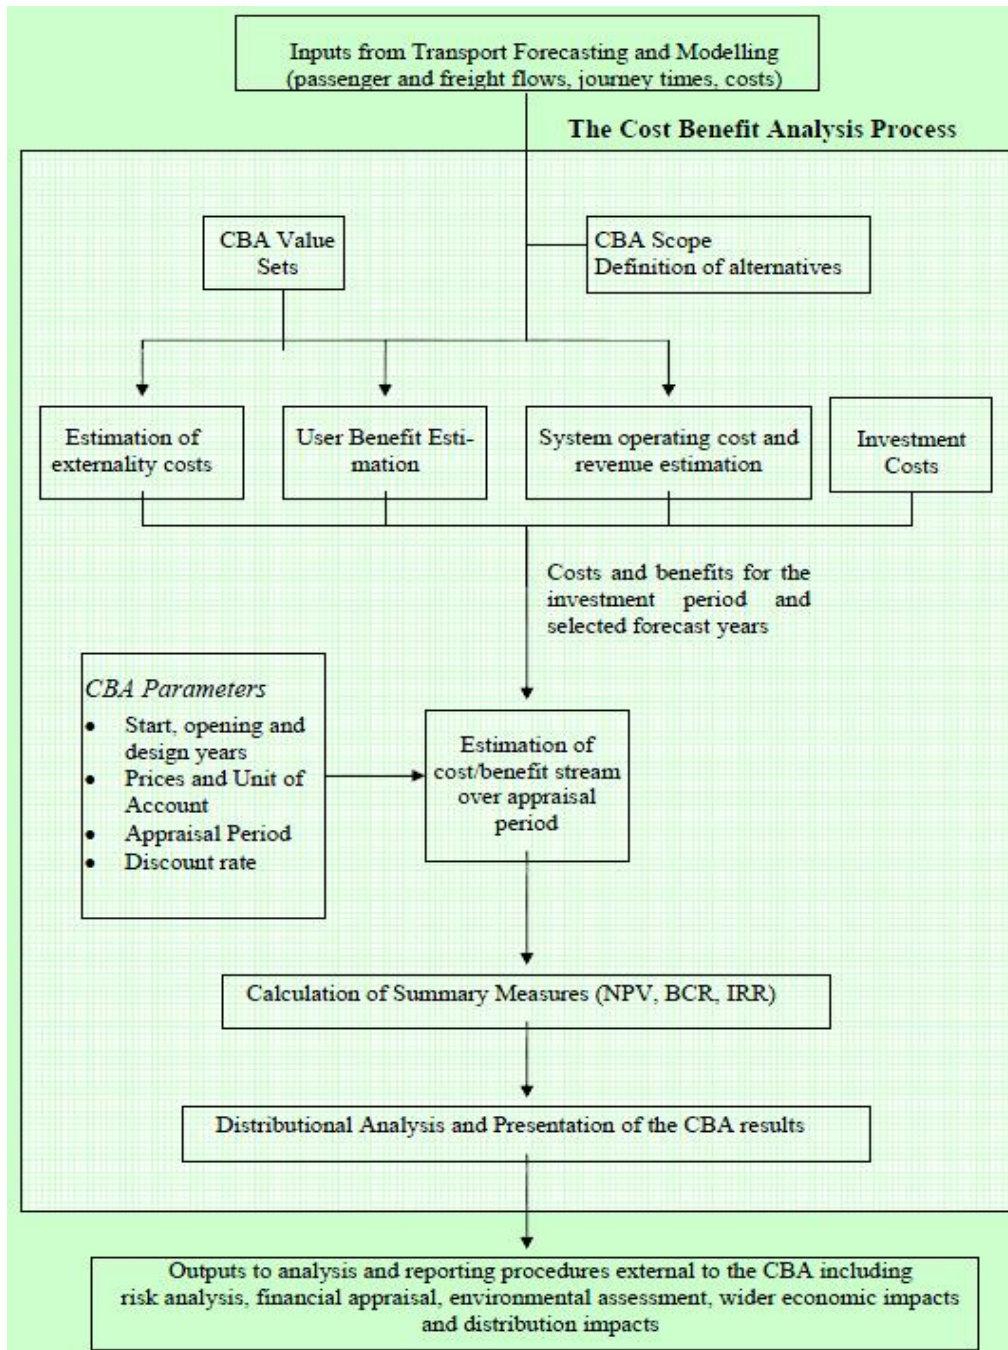 Inputs from Transport Forecasting and Modelling
(passenger and freight flows, journey times, costs)
The Cost Benefit Analysis Process
CBA Value
Sets
CBA Scope
Definition of alternatives
Estimation of
externality costs
User Benefit Esti-
mation
System operating cost and
revenue estimation
Investment
Costs
Costs and benefits for the
investment period and
selected forecast years
CBA Parameters
• Start, opening and
design years
• Prices and Unit of
Account
• Appraisal Period
• Discount rate
Estimation of
cost/benefit stream
over appraisal
period
Calculation of Summary Measures (NPV, BCR, IRR)
Distributional Analysis and Presentation of the CBA results
Outputs to analysis and reporting procedures external to the CBA including
risk analysis, financial appraisal, environmental assessment, wider economic impacts
and distribution impacts